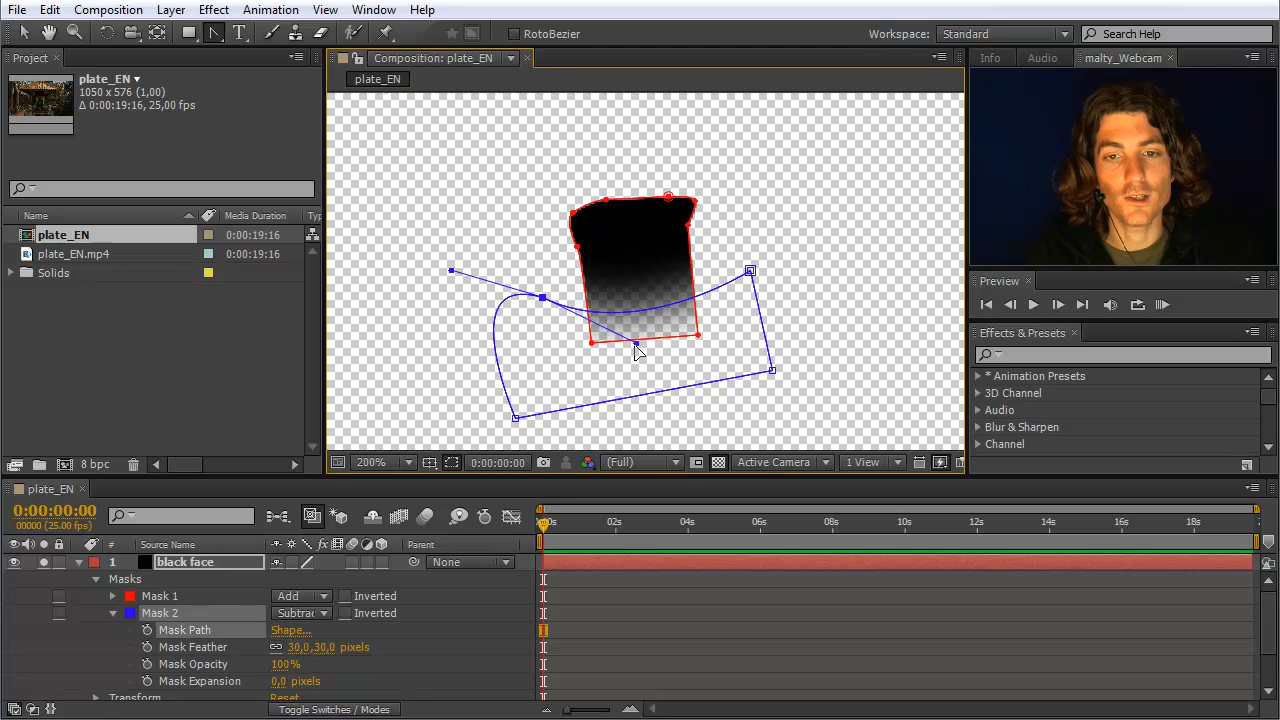 File Edit Composition Layer Effect Animation View Window Help
RotoBezier
Workspace: Standard
Search Help
Project
Composition: plate_EN
Info Audio malty_Webcam
plate_EN
1050 x 576 (1,00)
Δ 0:00:19:16, 25,00 fps
plate_EN
Name Media Duration Typ
plate_EN 0:00:19:16
plate_EN.mp4 0:00:19:16
Solids
Preview
Effects & Presets
* Animation Presets
3D Channel
Audio
Blur & Sharpen
Channel
8 bpc
200% 0:00:00:00 (Full) Active Camera 1 View
plate_EN
0:00:00:00
00000 (25.00 fps)
02s 04s 06s 08s 10s 12s 14s 16s 18s
# Source Name Parent
1 black face None
Masks
Mask 1 Add Inverted
Mask 2 Subtrac Inverted
Mask Path Shape...
Mask Feather 30,0,30,0 pixels
Mask Opacity 100%
Mask Expansion 0,0 pixels
Transform Reset
Toggle Switches / Modes